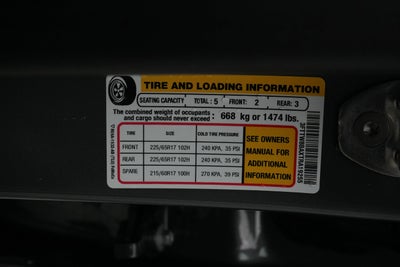 TIRE AND LOADING INFORMATION
SEATING CAPACITY TOTAL: 5 FRONT: 2 REAR: 3
The combined weight of occupants and cargo should never exceed: 668 kg or 1474 lbs.
TIRE SIZE COLD TIRE PRESSURE
FRONT 225/65R17 102H 240 KPA, 35 PSI
REAR 225/65R17 102H 240 KPA, 35 PSI
SPARE 215/60R17 100H 270 KPA, 39 PSI
SEE OWNERS
MANUAL FOR
ADDITIONAL
INFORMATION